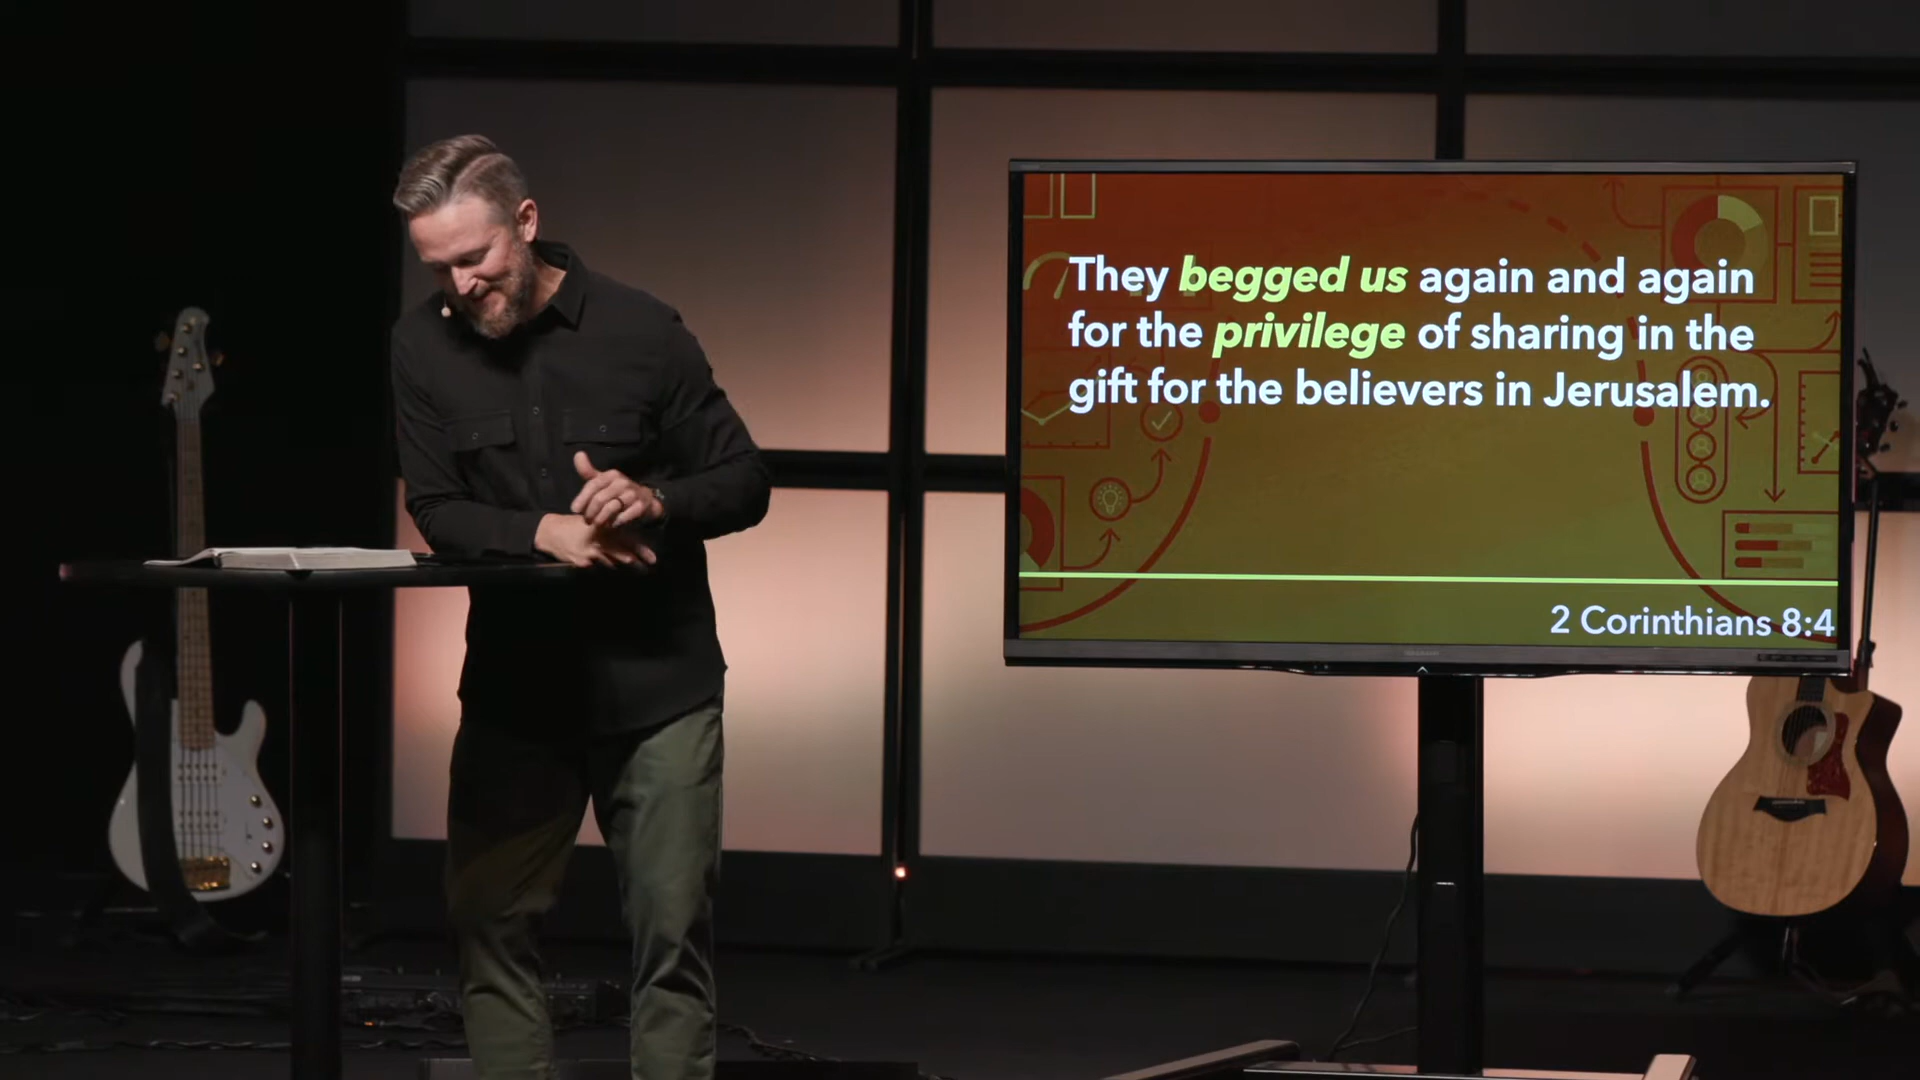 They begged us again and again
for the privilege of sharing in the
gift for the believers in Jerusalem.
2 Corinthians 8:4